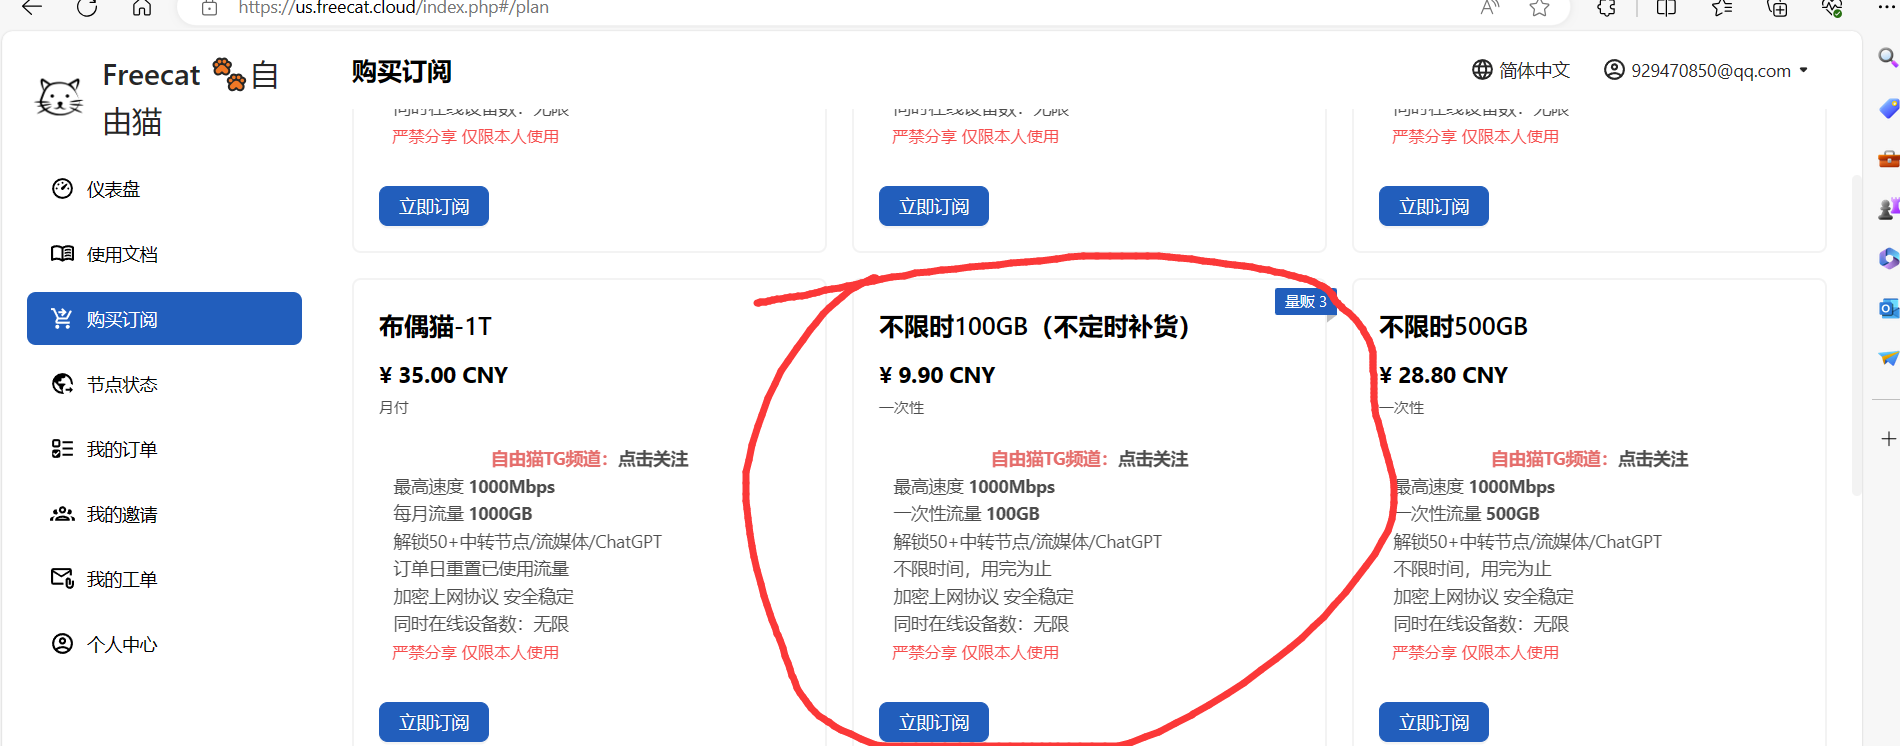 https://us.freecat.cloud/index.php#/plan
Freecat 自由猫
购买订阅
简体中文
929470850@qq.com
仪表盘
使用文档
购买订阅
节点状态
我的订单
我的邀请
我的工单
个人中心
同时在线设备数：无限
严禁分享 仅限本人使用
立即订阅
同时在线设备数：无限
严禁分享 仅限本人使用
立即订阅
同时在线设备数：无限
严禁分享 仅限本人使用
立即订阅
布偶猫-1T
¥ 35.00 CNY
月付
自由猫TG频道：点击关注
最高速度 1000Mbps
每月流量 1000GB
解锁50+中转节点/流媒体/ChatGPT
订单日重置已使用流量
加密上网协议 安全稳定
同时在线设备数：无限
严禁分享 仅限本人使用
立即订阅
量贩 3
不限时100GB（不定时补货）
¥ 9.90 CNY
一次性
自由猫TG频道：点击关注
最高速度 1000Mbps
一次性流量 100GB
解锁50+中转节点/流媒体/ChatGPT
不限时间，用完为止
加密上网协议 安全稳定
同时在线设备数：无限
严禁分享 仅限本人使用
立即订阅
不限时500GB
¥ 28.80 CNY
一次性
自由猫TG频道：点击关注
最高速度 1000Mbps
一次性流量 500GB
解锁50+中转节点/流媒体/ChatGPT
不限时间，用完为止
加密上网协议 安全稳定
同时在线设备数：无限
严禁分享 仅限本人使用
立即订阅